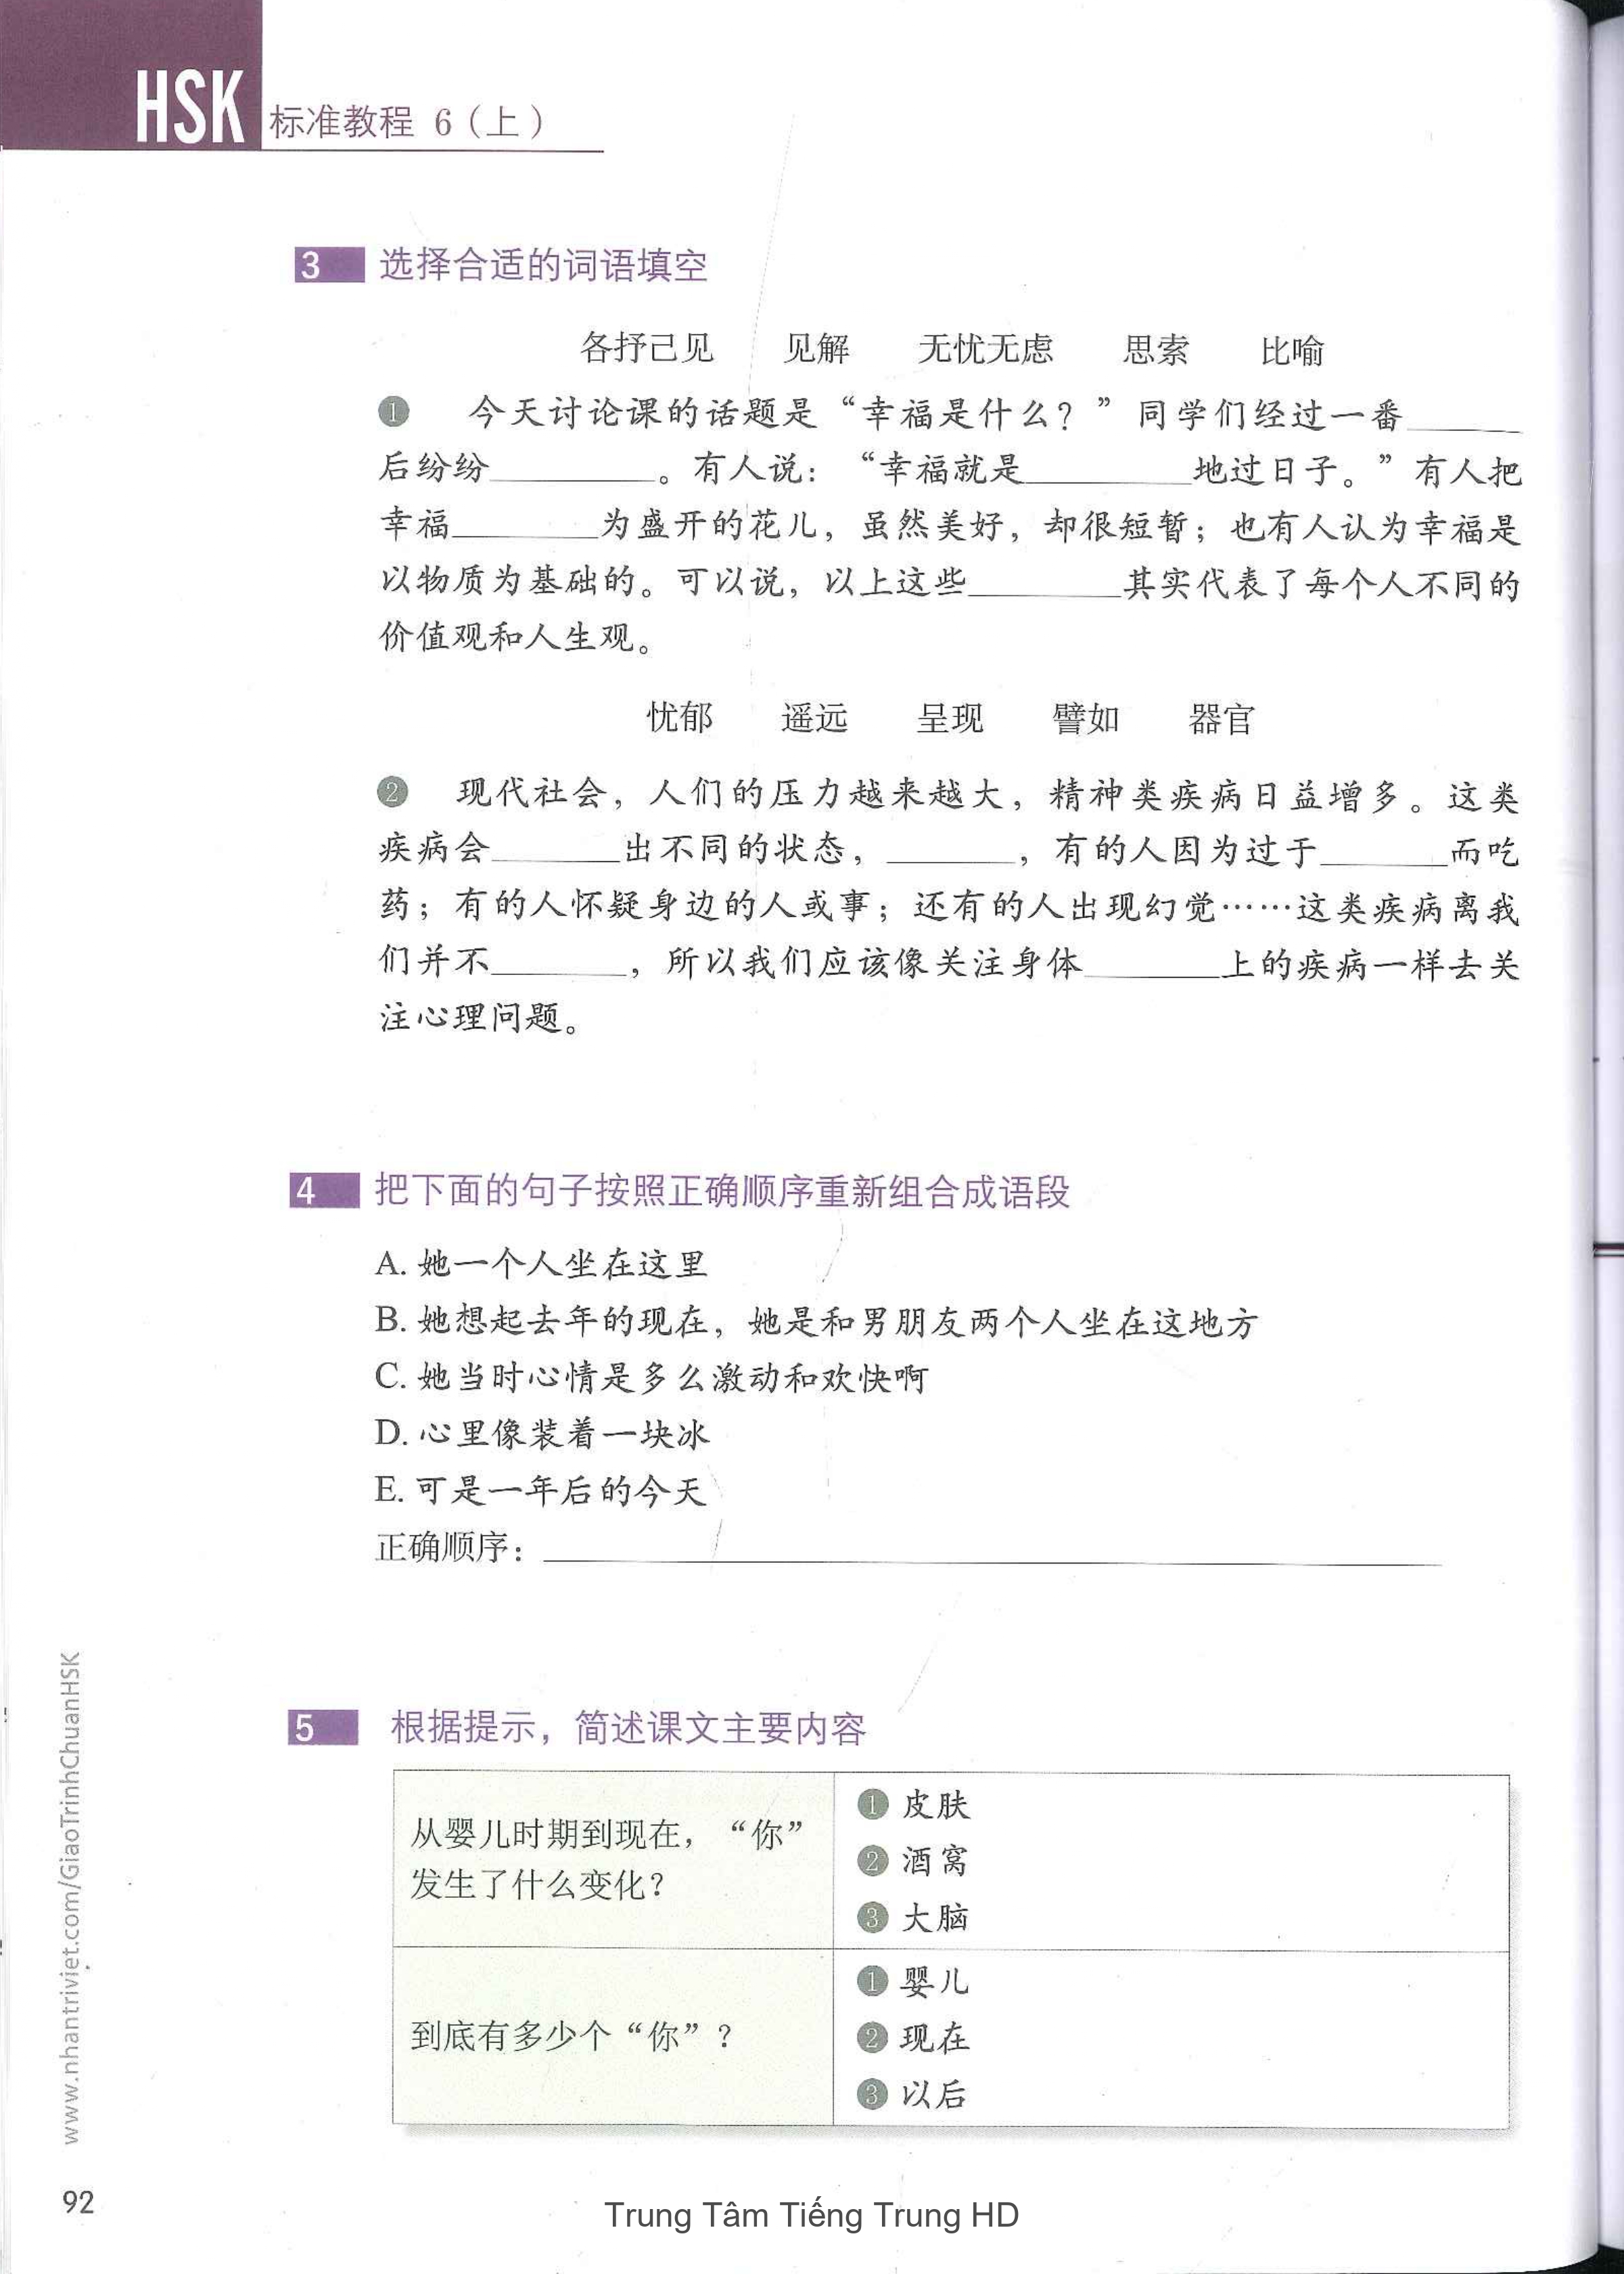 HSK 标准教程 6（上）
3 选择合适的词语填空
各抒己见 见解 无忧无虑 思索 比喻
① 今天讨论课的话题是“幸福是什么？”同学们经过一番______
后纷纷________。有人说：“幸福就是________地过日子。”有人把
幸福________为盛开的花儿，虽然美好，却很短暂；也有人认为幸福是
以物质为基础的。可以说，以上这些________其实代表了每个人不同的
价值观和人生观。
忧郁 遥远 呈现 譬如 器官
② 现代社会，人们的压力越来越大，精神类疾病日益增多。这类
疾病会______出不同的状态，______，有的人因为过于______而吃
药；有的人怀疑身边的人或事；还有的人出现幻觉……这类疾病离我
们并不______，所以我们应该像关注身体______上的疾病一样去关
注心理问题。
4 把下面的句子按照正确顺序重新组合成语段
A. 她一个人坐在这里
B. 她想起去年的现在，她是和男朋友两个人坐在这地方
C. 她当时心情是多么激动和欢快啊
D. 心里像装着一块冰
E. 可是一年后的今天
正确顺序：________________
5 根据提示，简述课文主要内容
从婴儿时期到现在，“你”
发生了什么变化？
① 皮肤
② 酒窝
③ 大脑
到底有多少个“你”？
① 婴儿
② 现在
③ 以后
www.nhantriviet.com/GiaoTrinhChuanHSK
92
Trung Tâm Tiếng Trung HD